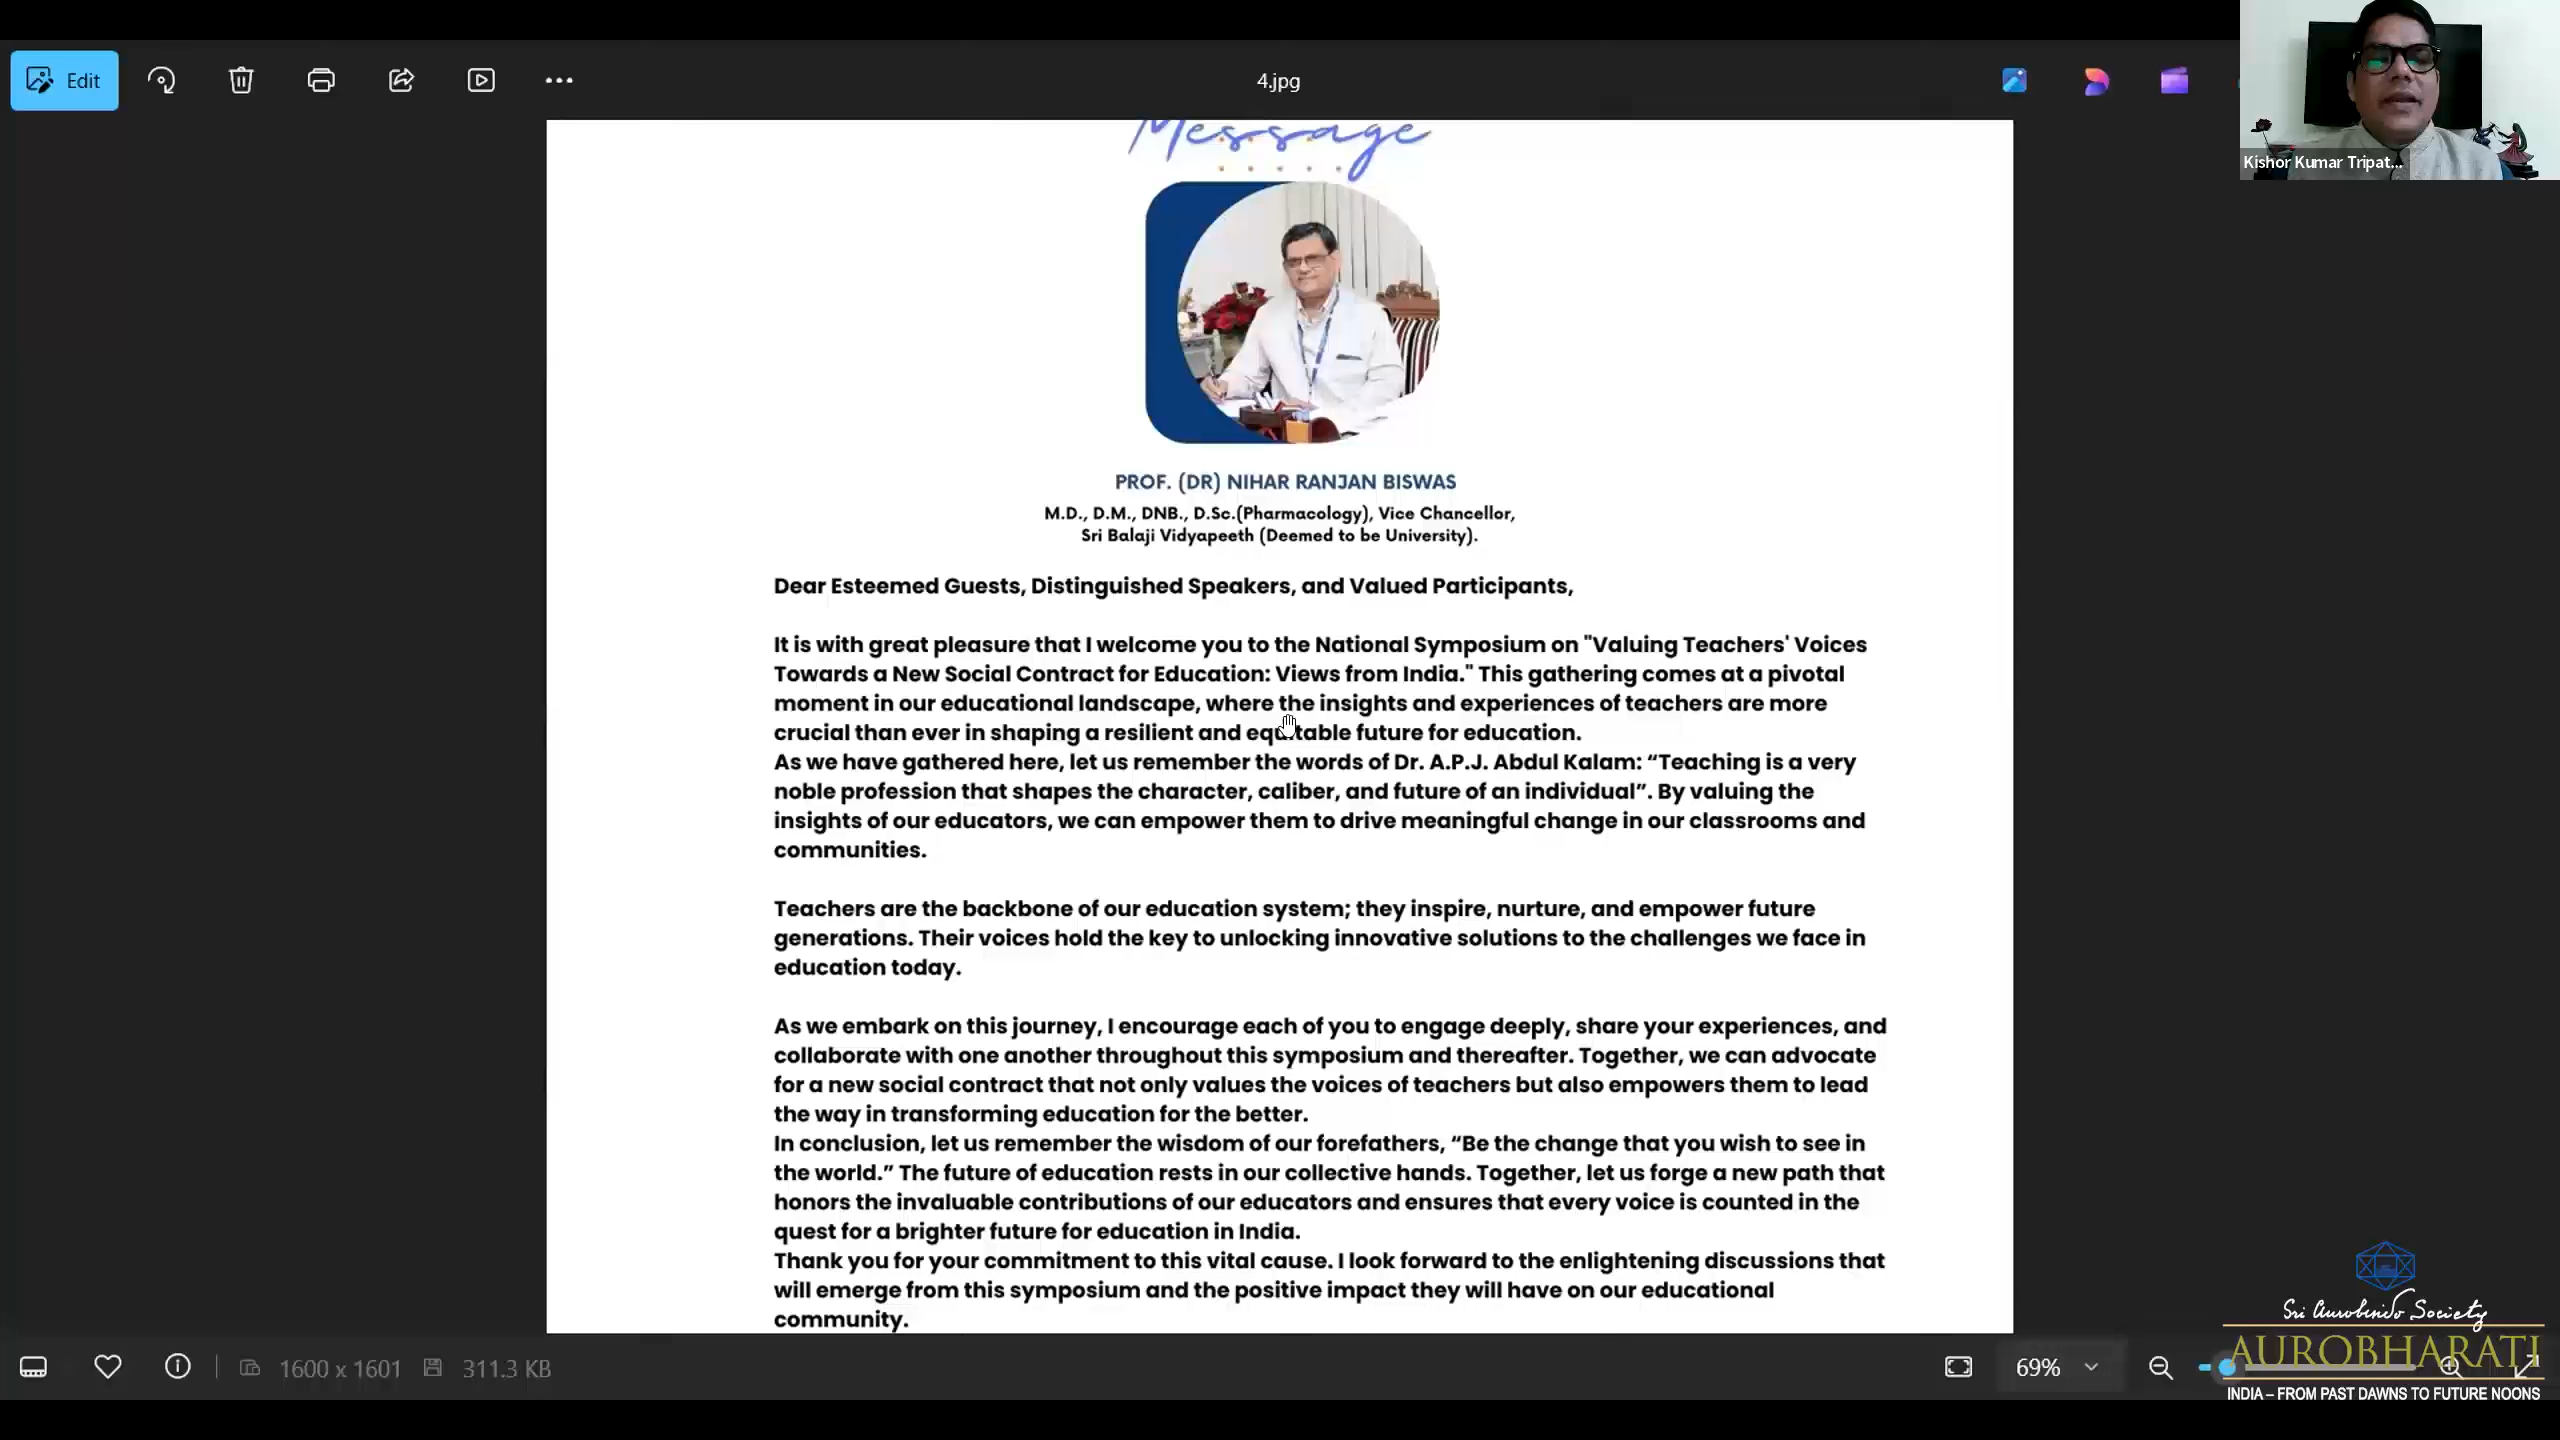 Edit
4.jpg
Kishor Kumar Tripat...
Message
PROF. (DR) NIHAR RANJAN BISWAS
M.D., D.M., DNB., D.Sc.(Pharmacology), Vice Chancellor,
Sri Balaji Vidyapeeth (Deemed to be University).
Dear Esteemed Guests, Distinguished Speakers, and Valued Participants,
It is with great pleasure that I welcome you to the National Symposium on "Valuing Teachers' Voices
Towards a New Social Contract for Education: Views from India." This gathering comes at a pivotal
moment in our educational landscape, where the insights and experiences of teachers are more
crucial than ever in shaping a resilient and equitable future for education.
As we have gathered here, let us remember the words of Dr. A.P.J. Abdul Kalam: “Teaching is a very
noble profession that shapes the character, caliber, and future of an individual”. By valuing the
insights of our educators, we can empower them to drive meaningful change in our classrooms and
communities.
Teachers are the backbone of our education system; they inspire, nurture, and empower future
generations. Their voices hold the key to unlocking innovative solutions to the challenges we face in
education today.
As we embark on this journey, I encourage each of you to engage deeply, share your experiences, and
collaborate with one another throughout this symposium and thereafter. Together, we can advocate
for a new social contract that not only values the voices of teachers but also empowers them to lead
the way in transforming education for the better.
In conclusion, let us remember the wisdom of our forefathers, “Be the change that you wish to see in
the world.” The future of education rests in our collective hands. Together, let us forge a new path that
honors the invaluable contributions of our educators and ensures that every voice is counted in the
quest for a brighter future for education in India.
Thank you for your commitment to this vital cause. I look forward to the enlightening discussions that
will emerge from this symposium and the positive impact they will have on our educational
community.
1600 x 1601
311.3 KB
69%
Sri Aurobindo Society
AUROBHARATI
INDIA – FROM PAST DAWNS TO FUTURE NOONS